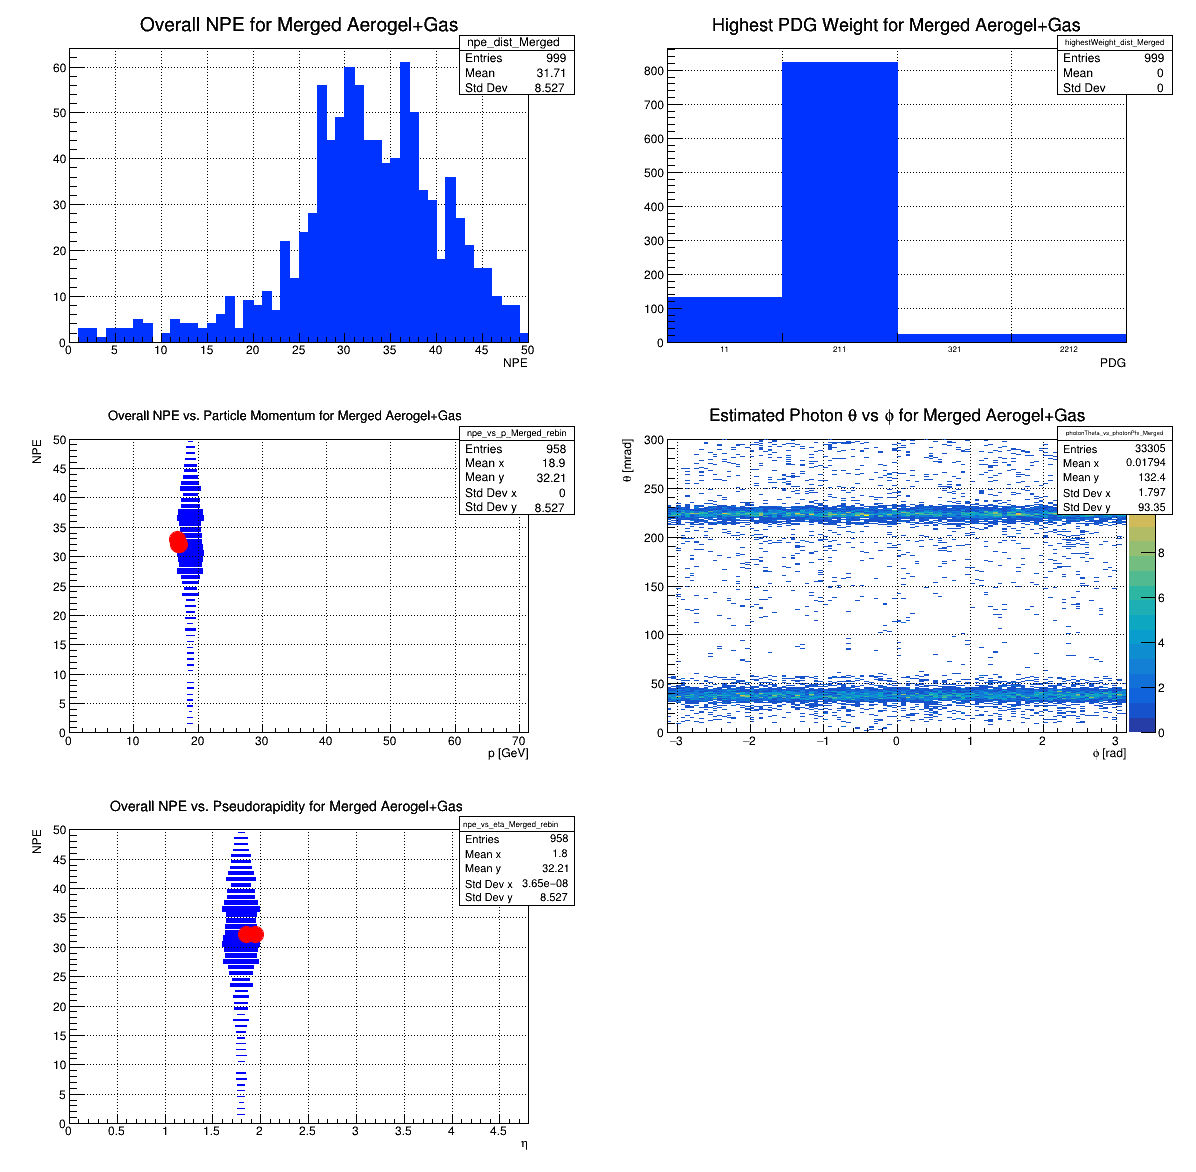 Overall NPE for Merged Aerogel+Gas
npe_dist_Merged
Entries 999
Mean 31.71
Std Dev 8.527
60
50
40
30
20
10
0
0 5 10 15 20 25 30 35 40 45 50
NPE
Highest PDG Weight for Merged Aerogel+Gas
highestWeight_dist_Merged
Entries 999
Mean 0
Std Dev 0
800
700
600
500
400
300
200
100
0
11 211 321 2212
PDG
Overall NPE vs. Particle Momentum for Merged Aerogel+Gas
npe_vs_p_Merged_rebin
Entries 958
Mean x 18.9
Mean y 32.21
Std Dev x 0
Std Dev y 8.527
NPE
50
45
40
35
30
25
20
15
10
5
0
0 10 20 30 40 50 60 70
p [GeV]
Estimated Photon θ vs ϕ for Merged Aerogel+Gas
photonTheta_vs_photonPhi_Merged
Entries 33305
Mean x 0.01794
Mean y 132.4
Std Dev x 1.797
Std Dev y 93.35
θ [mrad]
300
250
200
150
100
50
0
−3 −2 −1 0 1 2 3
ϕ [rad]
8
6
4
2
0
Overall NPE vs. Pseudorapidity for Merged Aerogel+Gas
npe_vs_eta_Merged_rebin
Entries 958
Mean x 1.8
Mean y 32.21
Std Dev x 3.65e−08
Std Dev y 8.527
NPE
50
45
40
35
30
25
20
15
10
5
0
0 0.5 1 1.5 2 2.5 3 3.5 4 4.5
η